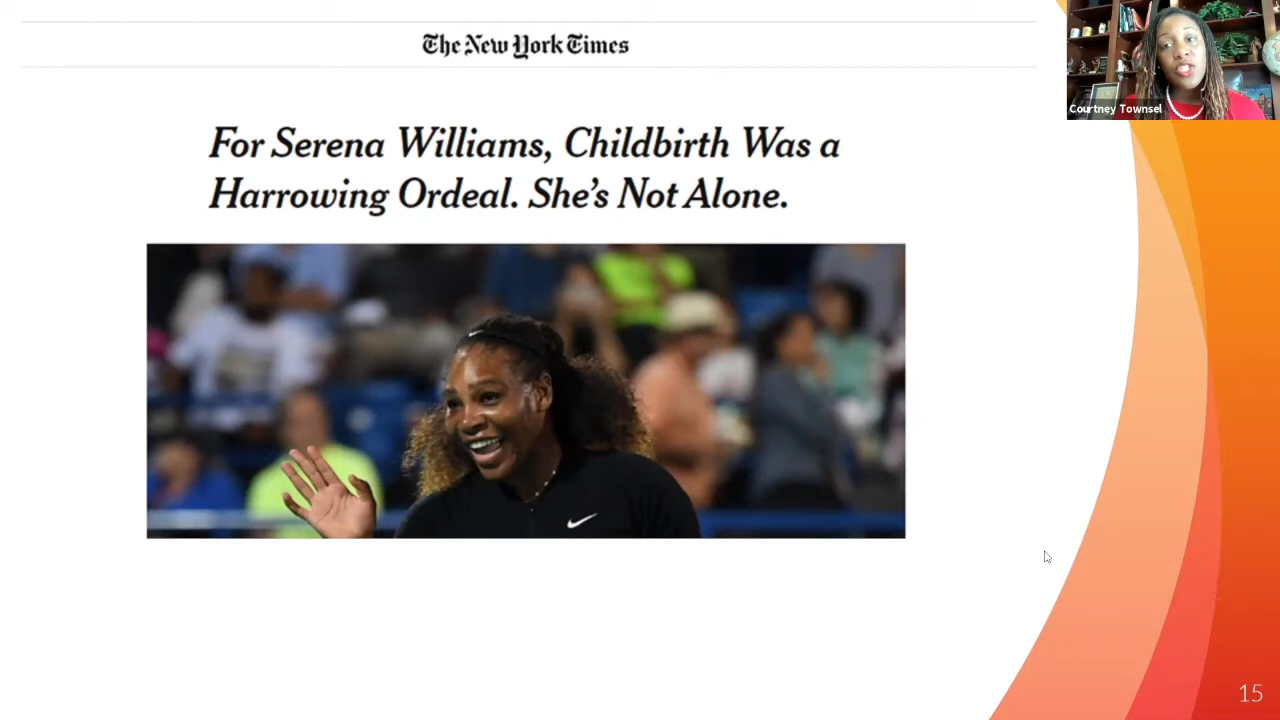 The New York Times
Courtney Townsel
For Serena Williams, Childbirth Was a
Harrowing Ordeal. She's Not Alone.
15